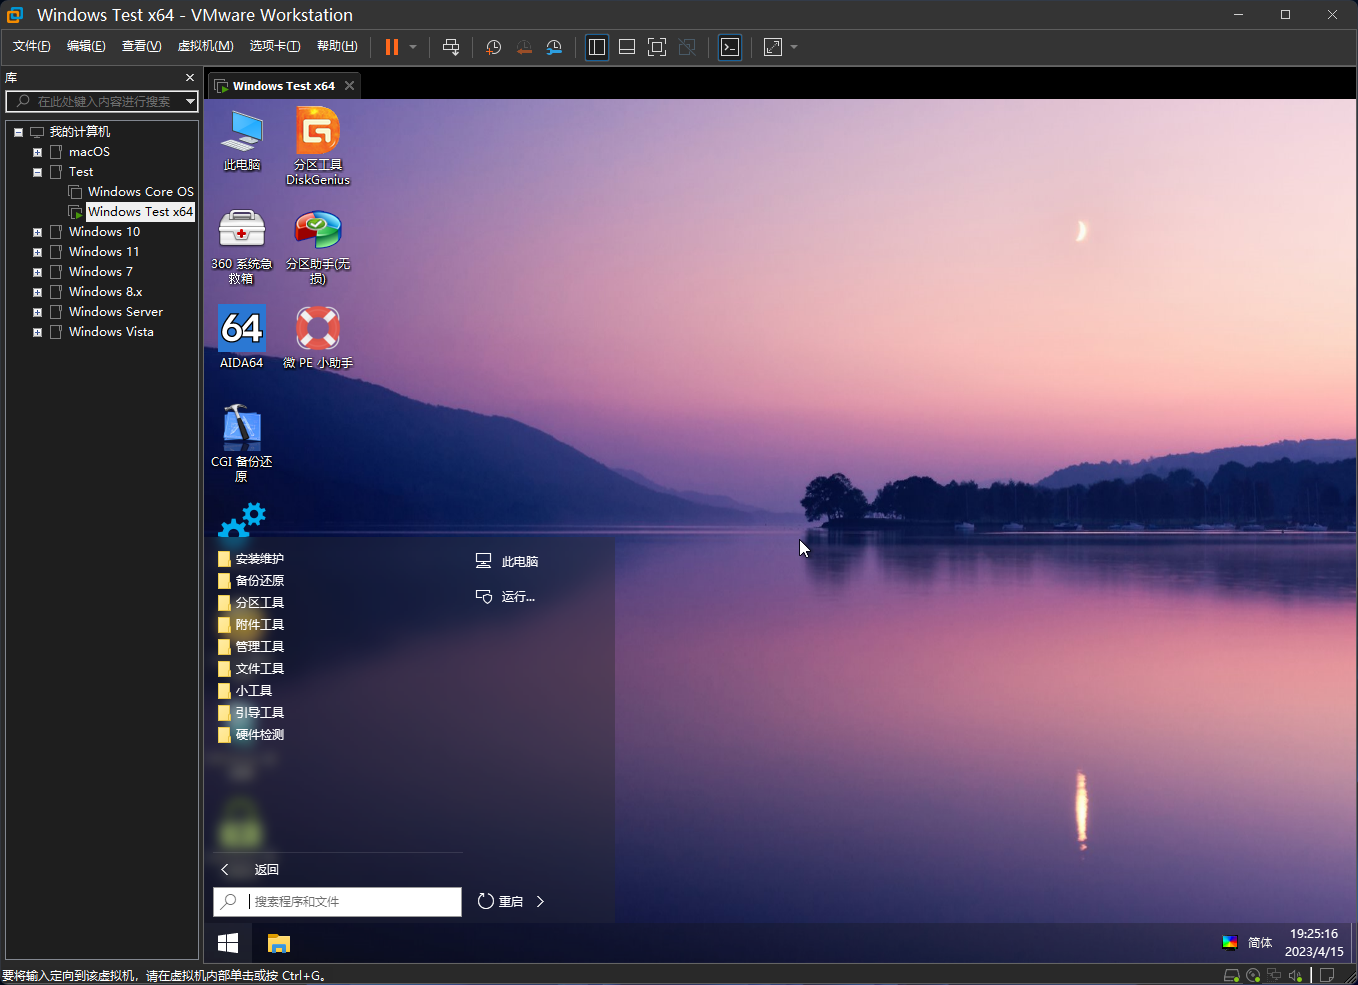 Windows Test x64 - VMware Workstation
文件(F) 编辑(E) 查看(V) 虚拟机(M) 选项卡(T) 帮助(H)
库
在此处键入内容进行搜索
我的计算机
macOS
Test
Windows Core OS
Windows Test x64
Windows 10
Windows 11
Windows 7
Windows 8.x
Windows Server
Windows Vista
Windows Test x64
此电脑
分区工具
DiskGenius
360 系统急
救箱
分区助手(无
损)
64
AIDA64
微 PE 小助手
CGI 备份还
原
安装维护
备份还原
分区工具
附件工具
管理工具
文件工具
小工具
引导工具
硬件检测
此电脑
运行...
返回
搜索程序和文件
重启
简体
19:25:16
2023/4/15
要将输入定向到该虚拟机，请在虚拟机内部单击或按 Ctrl+G。